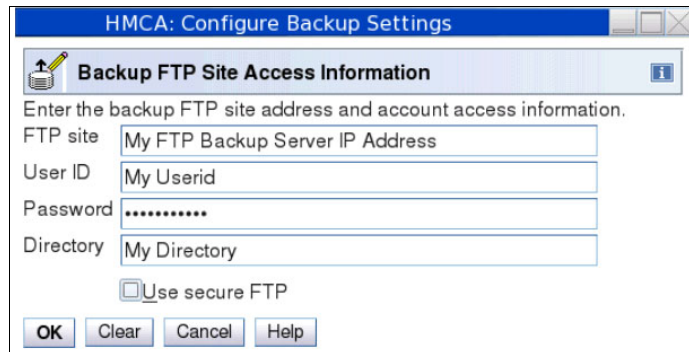 HMCA: Configure Backup Settings
Backup FTP Site Access Information
i
Enter the backup FTP site address and account access information.
FTP site My FTP Backup Server IP Address
User ID My Userid
Password •••••••••••
Directory My Directory
Use secure FTP
OK Clear Cancel Help